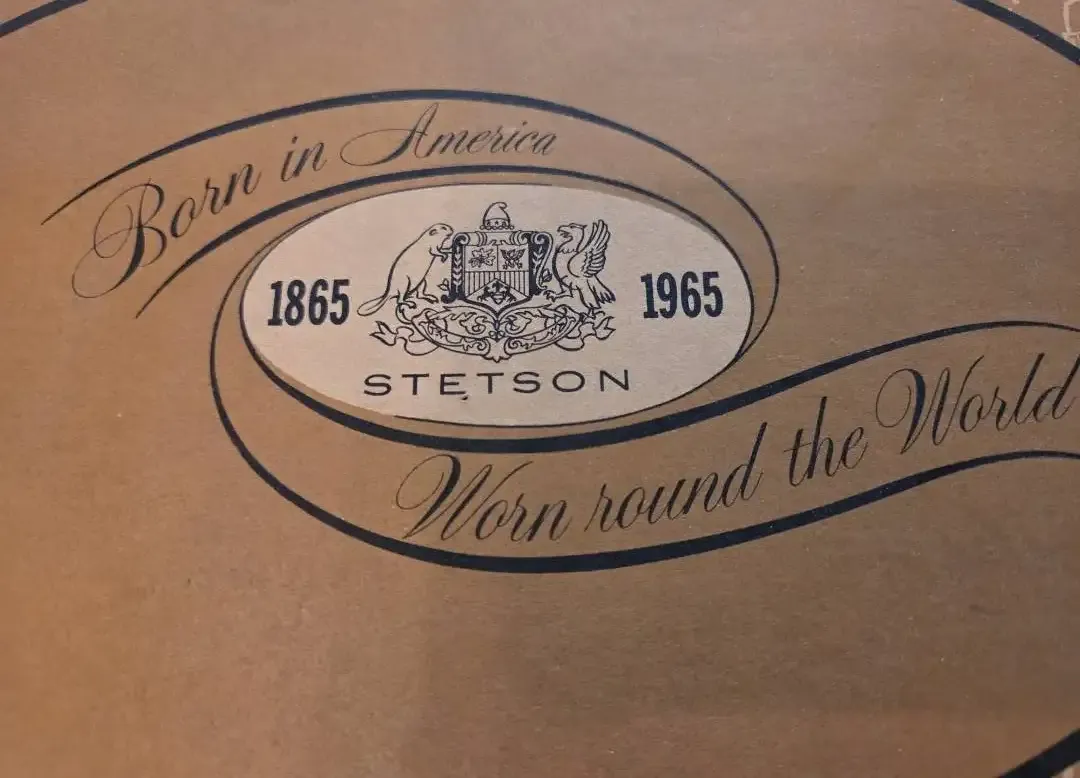 Born in America
1865 1965
STETSON
Worn round the World